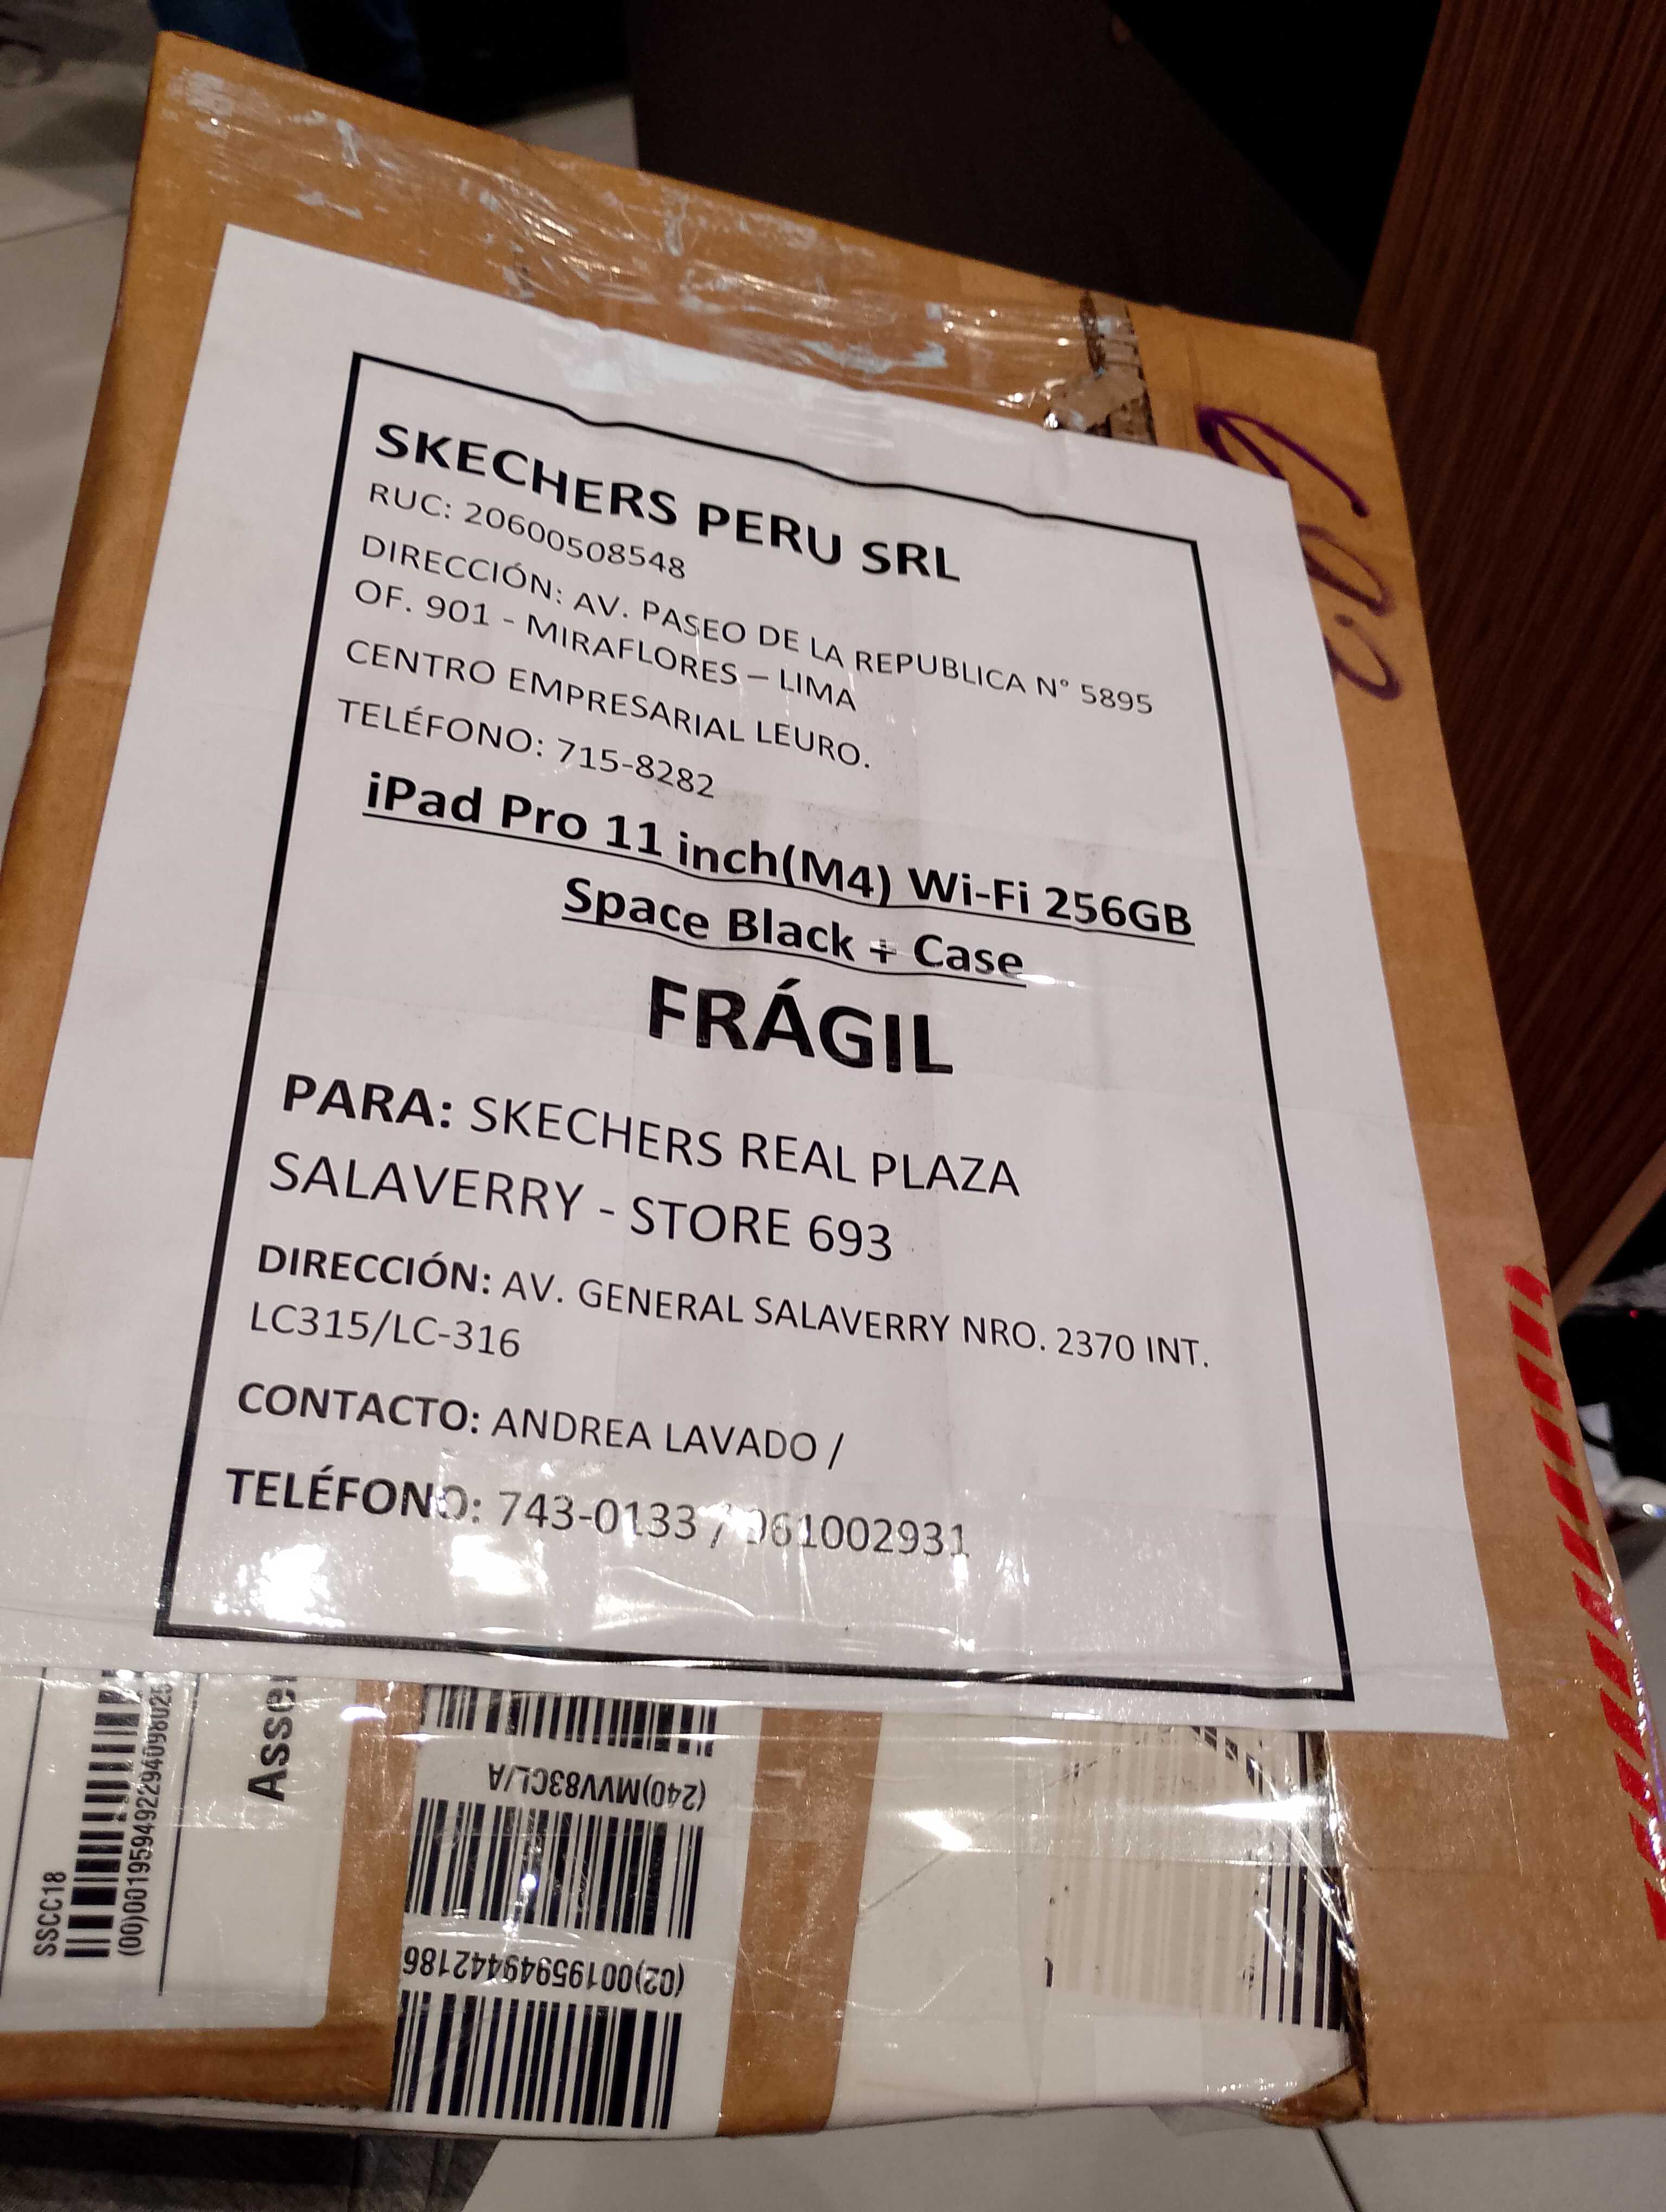 SKECHERS PERU SRL
RUC: 20600508548
DIRECCIÓN: AV. PASEO DE LA REPUBLICA N° 5895
OF. 901 - MIRAFLORES – LIMA
CENTRO EMPRESARIAL LEURO.
TELÉFONO: 715-8282
iPad Pro 11 inch(M4) Wi-Fi 256GB
Space Black + Case
FRÁGIL
PARA: SKECHERS REAL PLAZA
SALAVERRY - STORE 693
DIRECCIÓN: AV. GENERAL SALAVERRY NRO. 2370 INT.
LC315/LC-316
CONTACTO: ANDREA LAVADO /
TELÉFONO: 743-0133 / 961002931
SSCC18
(00)001959492294098025
(240)MVV83CL/A
(02)00195949442186